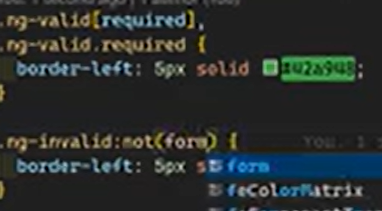 .ng-valid[required],
.ng-valid.required {
border-left: 5px solid #42a948;
}
.ng-invalid:not(form) {
border-left: 5px s
form
feColorMatrix
}